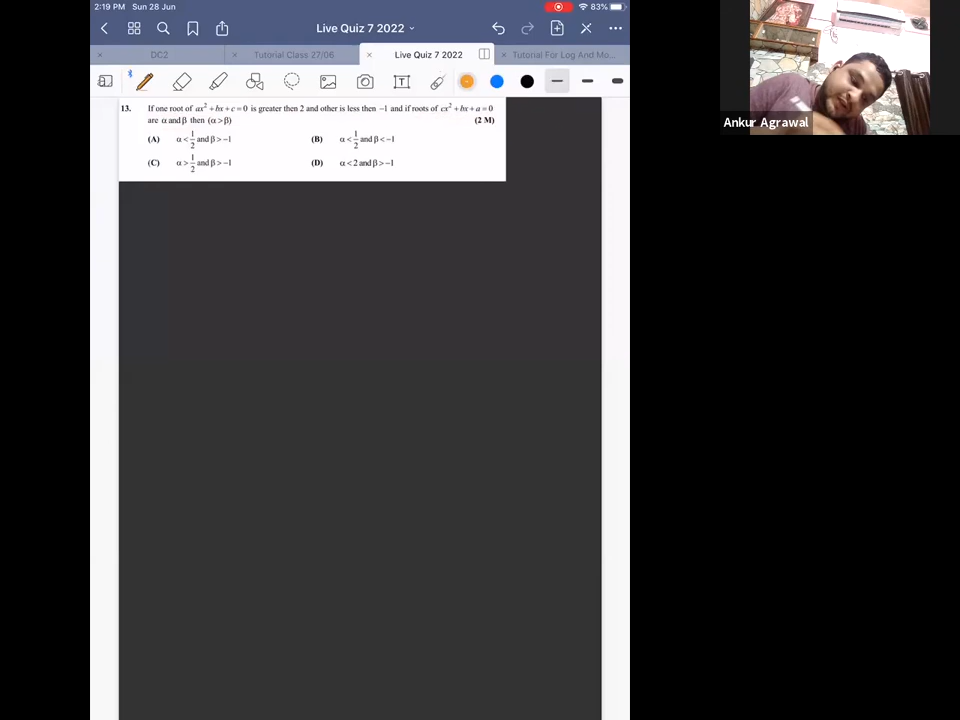 2:19 PM Sun 28 Jun
83%
Live Quiz 7 2022
DC2
Tutorial Class 27/06
Live Quiz 7 2022
Tutorial For Log And Mo...
13. If one root of ax² + bx + c = 0 is greater then 2 and other is less then −1 and if roots of cx² + bx + a = 0
are α and β then (α > β) (2 M)
(A) α < 1/2 and β > −1 (B) α < 1/2 and β < −1
(C) α > 1/2 and β > −1 (D) α < 2 and β > −1
Ankur Agrawal